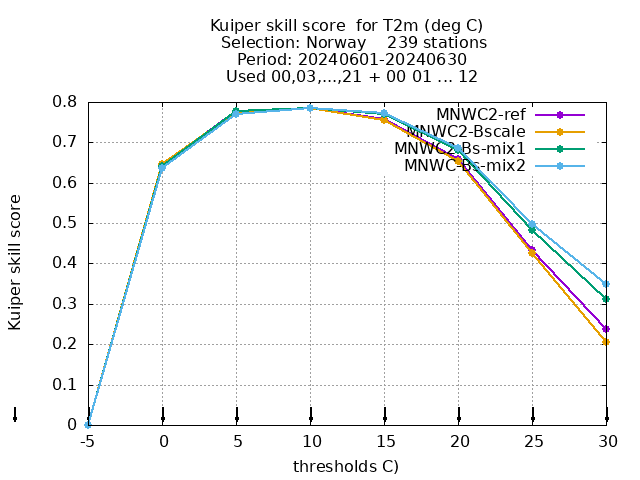 Kuiper skill score  for T2m (deg C)
Selection: Norway    239 stations
Period: 20240601-20240630
Used 00,03,...,21 + 00 01 ... 12
MNWC2-ref
MNWC2-Bscale
MNWC2-Bs-mix1
MNWC-Bs-mix2
Kuiper skill score
0.8
0.7
0.6
0.5
0.4
0.3
0.2
0.1
0
-5 0 5 10 15 20 25 30
thresholds C)